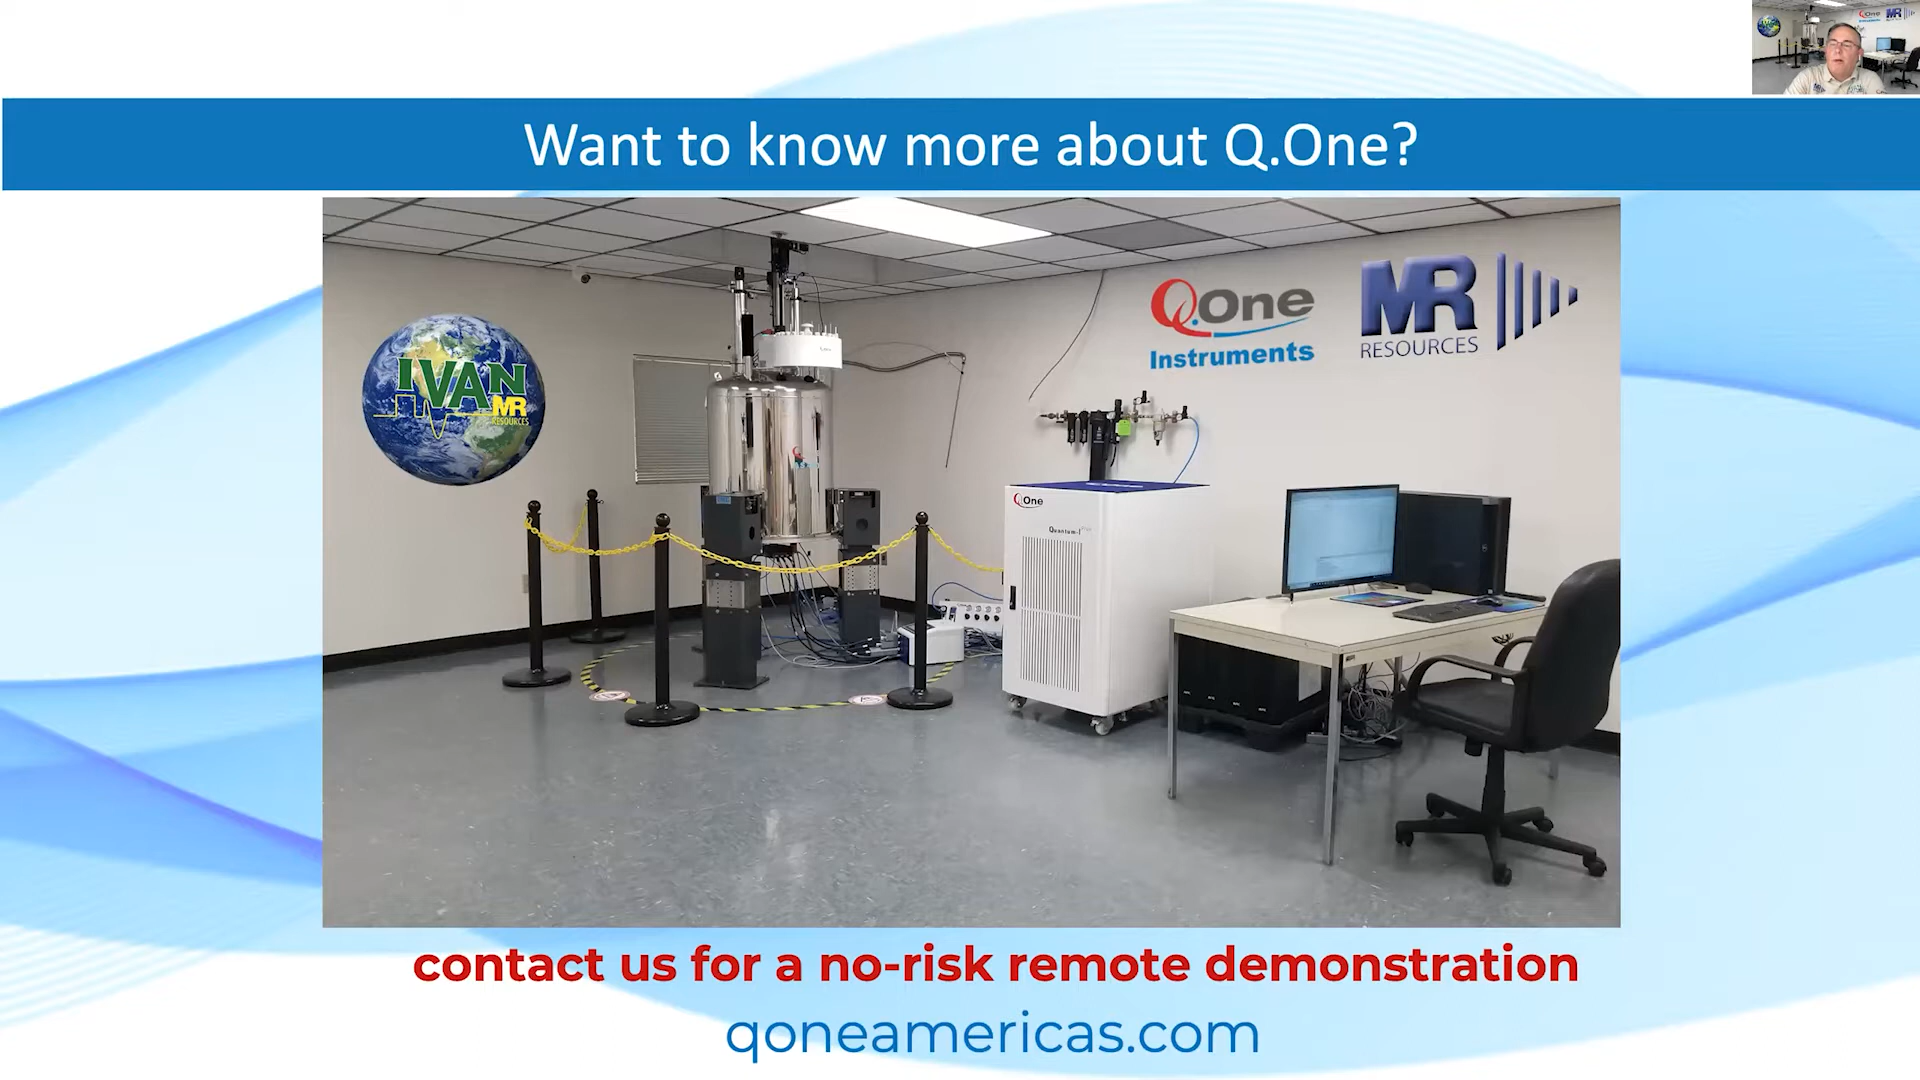 Want to know more about Q.One?
Q.One
Instruments
MR
RESOURCES
IVAN
MR
RESOURCES
Q.One
Quantum-I
contact us for a no-risk remote demonstration
qoneamericas.com